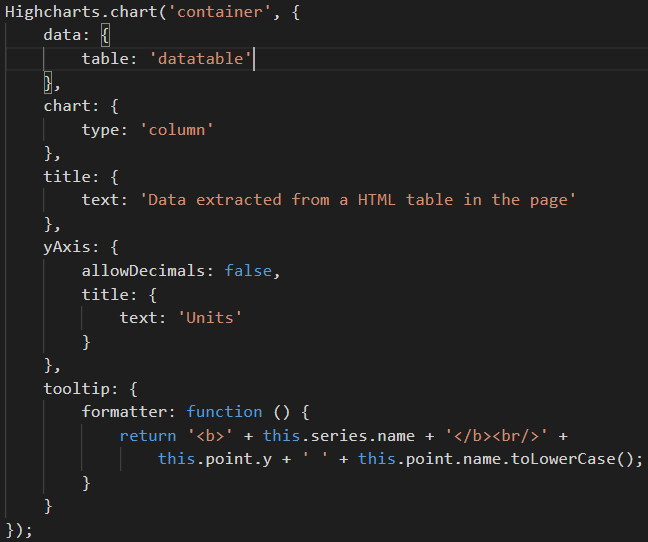 Highcharts.chart('container', {
    data: {
        table: 'datatable'
    },
    chart: {
        type: 'column'
    },
    title: {
        text: 'Data extracted from a HTML table in the page'
    },
    yAxis: {
        allowDecimals: false,
        title: {
            text: 'Units'
        }
    },
    tooltip: {
        formatter: function () {
            return '<b>' + this.series.name + '</b><br/>' +
                this.point.y + ' ' + this.point.name.toLowerCase();
        }
    }
});